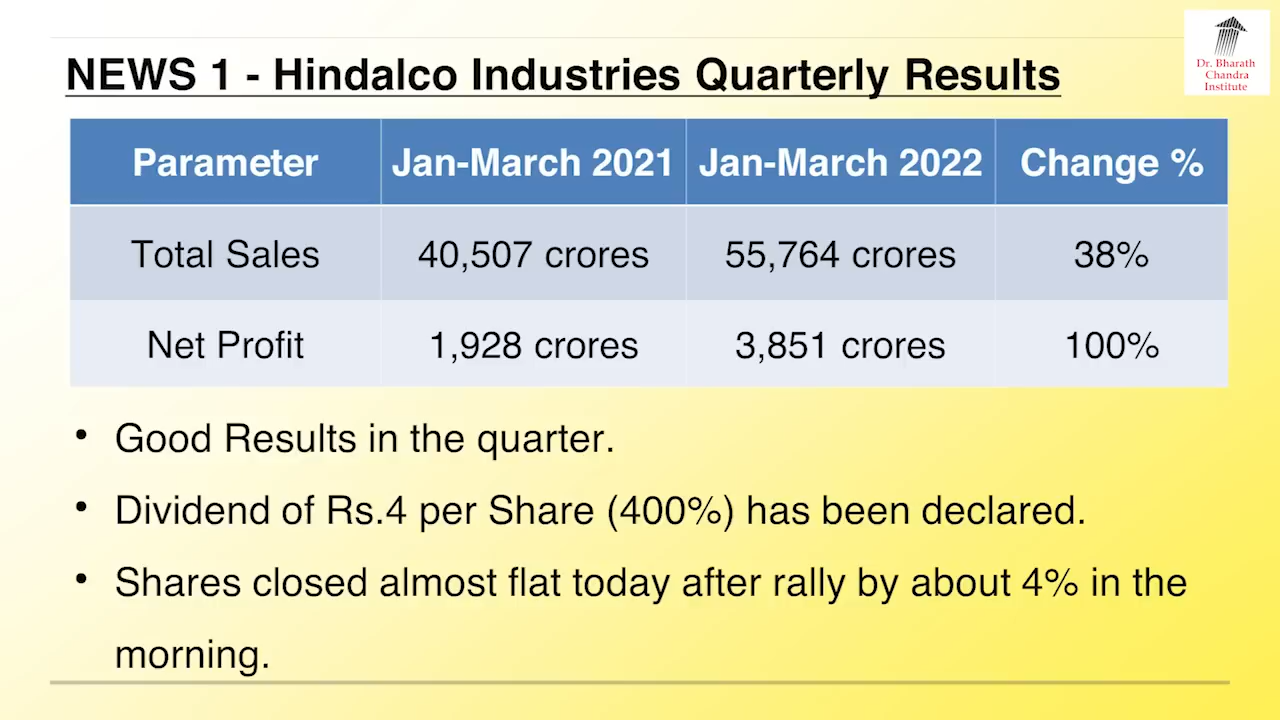 Dr. Bharath
Chandra
Institute
NEWS 1 - Hindalco Industries Quarterly Results
Parameter Jan-March 2021 Jan-March 2022 Change %
Total Sales 40,507 crores 55,764 crores 38%
Net Profit 1,928 crores 3,851 crores 100%
• Good Results in the quarter.
• Dividend of Rs.4 per Share (400%) has been declared.
• Shares closed almost flat today after rally by about 4% in the
morning.